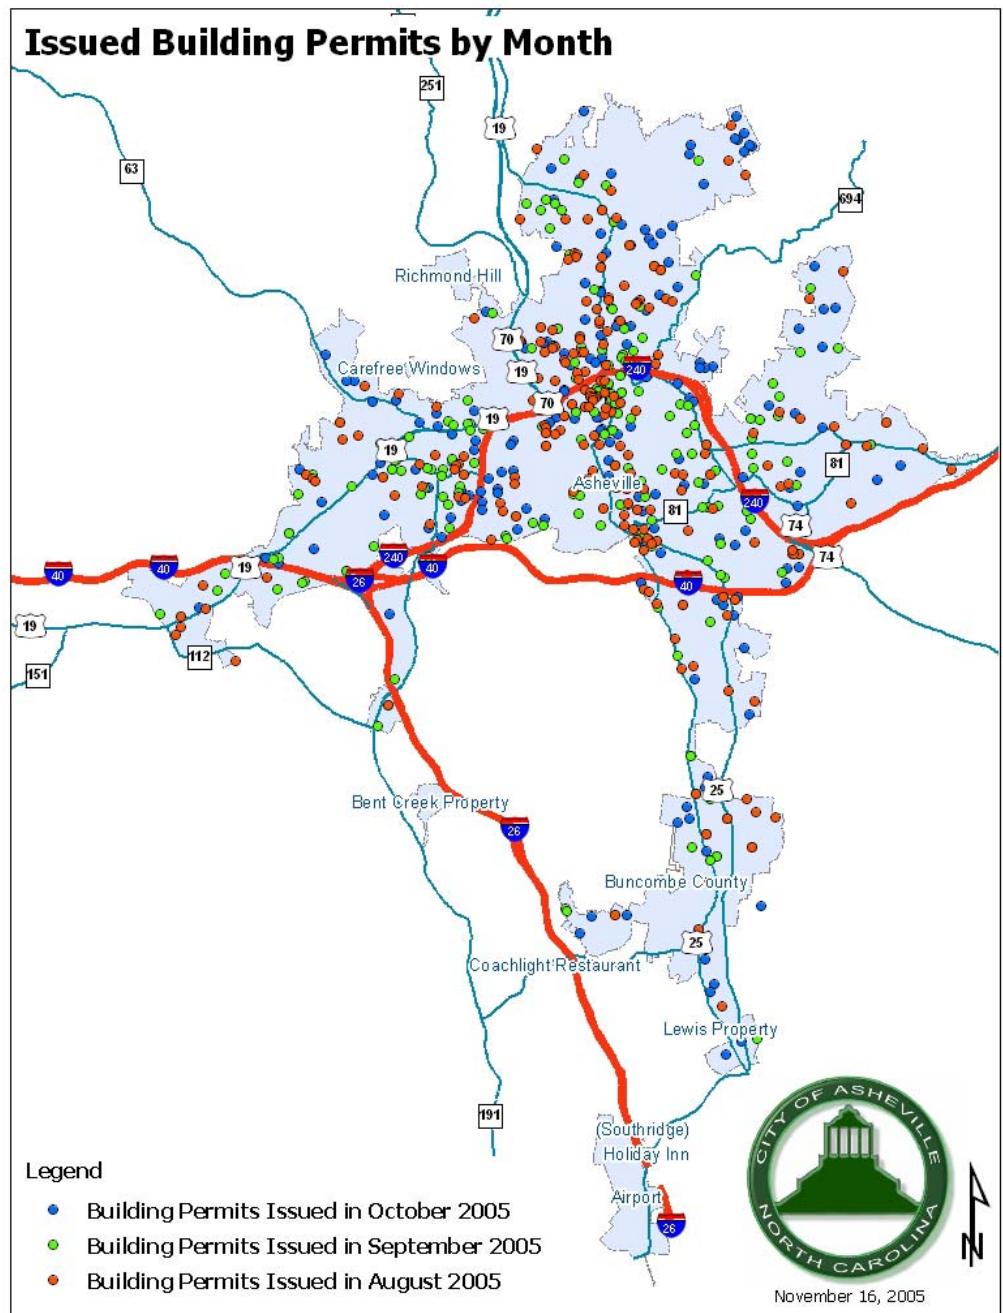 Issued Building Permits by Month
251
19
63
694
Richmond Hill
70
19
240
Carefree Windows
70
19
19
81
Asheville
240
81
74
240
74
40
40
19
40
26
40
19
112
151
25
Bent Creek Property
26
Buncombe County
25
Coachlight Restaurant
Lewis Property
191
(Southridge)
Holiday Inn
Airport
26
CITY OF ASHEVILLE
NORTH CAROLINA
N
Legend
Building Permits Issued in October 2005
Building Permits Issued in September 2005
Building Permits Issued in August 2005
November 16, 2005